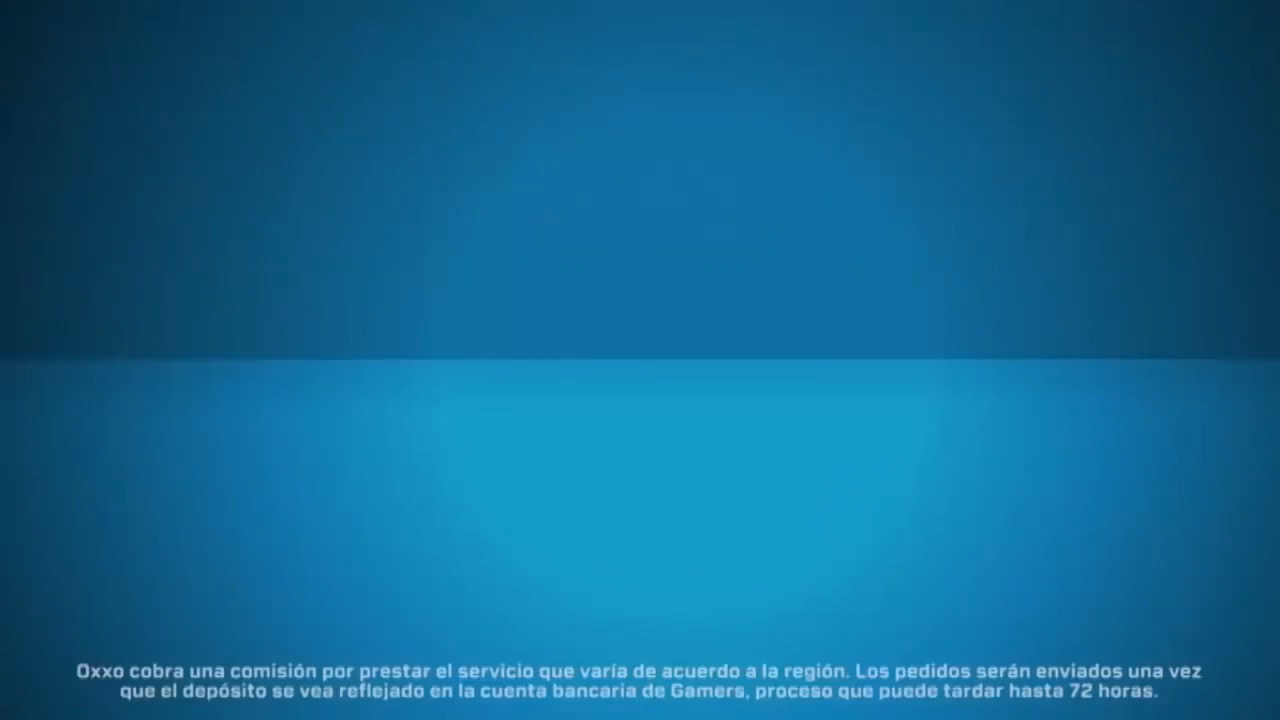 Oxxo cobra una comisión por prestar el servicio que varía de acuerdo a la región. Los pedidos serán enviados una vez
que el depósito se vea reflejado en la cuenta bancaria de Gamers, proceso que puede tardar hasta 72 horas.